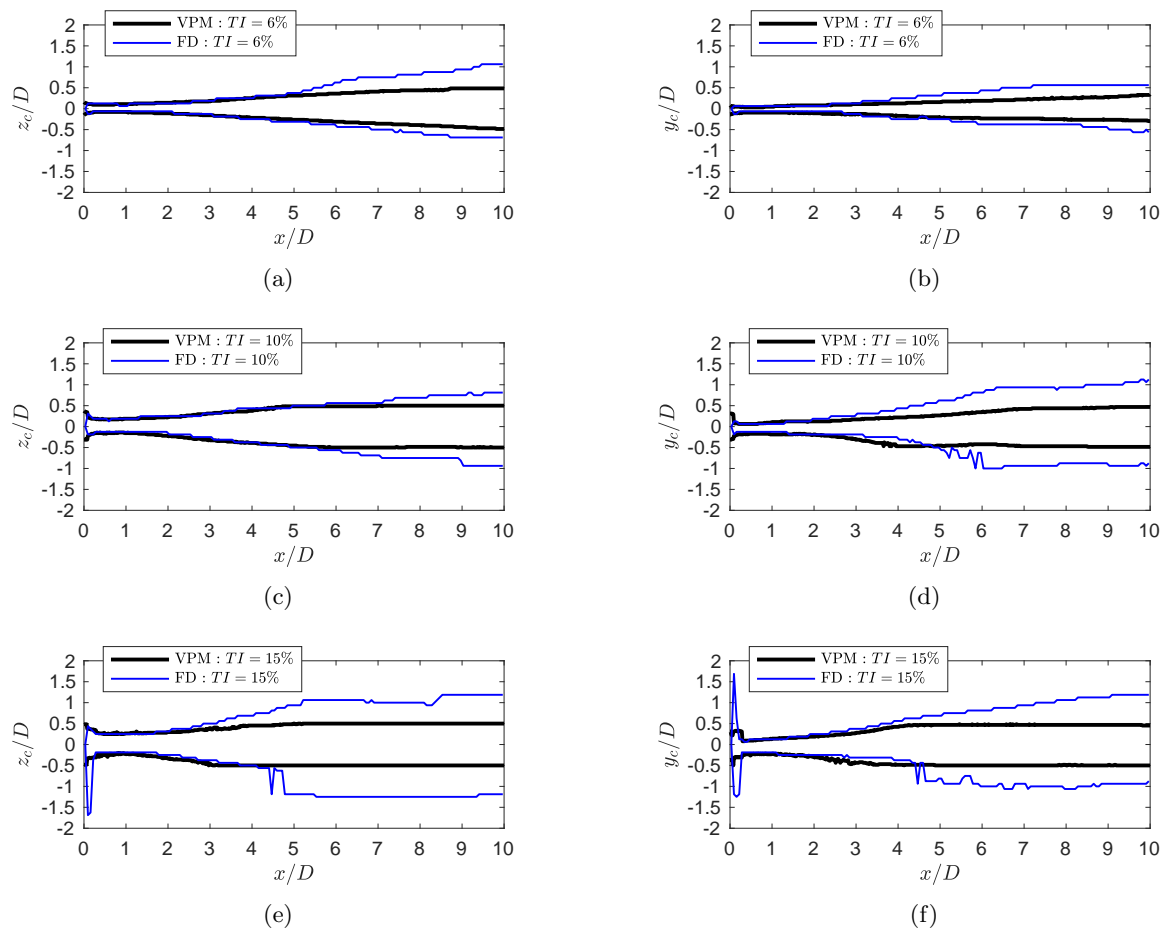 VPM : TI = 6%
FD : TI = 6%
2
1.5
1
0.5
0
-0.5
-1
-1.5
-2
z_c/D
0 1 2 3 4 5 6 7 8 9 10
x/D
(a)
VPM : TI = 6%
FD : TI = 6%
2
1.5
1
0.5
0
-0.5
-1
-1.5
-2
y_c/D
0 1 2 3 4 5 6 7 8 9 10
x/D
(b)
VPM : TI = 10%
FD : TI = 10%
2
1.5
1
0.5
0
-0.5
-1
-1.5
-2
z_c/D
0 1 2 3 4 5 6 7 8 9 10
x/D
(c)
VPM : TI = 10%
FD : TI = 10%
2
1.5
1
0.5
0
-0.5
-1
-1.5
-2
y_c/D
0 1 2 3 4 5 6 7 8 9 10
x/D
(d)
VPM : TI = 15%
FD : TI = 15%
2
1.5
1
0.5
0
-0.5
-1
-1.5
-2
z_c/D
0 1 2 3 4 5 6 7 8 9 10
x/D
(e)
VPM : TI = 15%
FD : TI = 15%
2
1.5
1
0.5
0
-0.5
-1
-1.5
-2
y_c/D
0 1 2 3 4 5 6 7 8 9 10
x/D
(f)